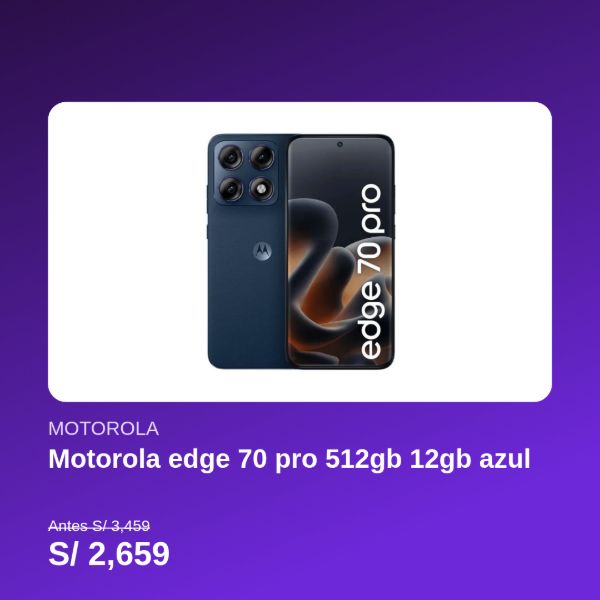 edge 70 pro
MOTOROLA
Motorola edge 70 pro 512gb 12gb azul
Antes S/ 3,459
S/ 2,659